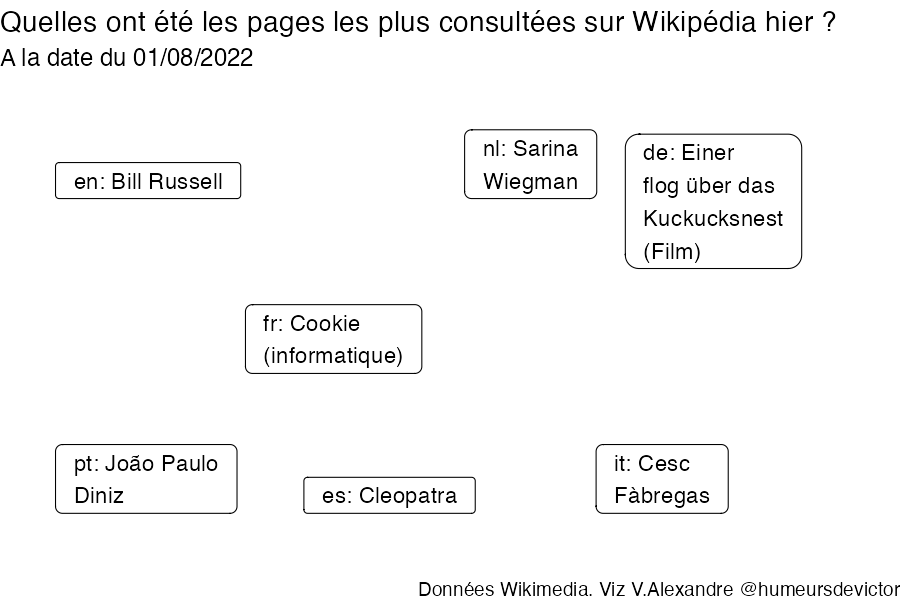 Quelles ont été les pages les plus consultées sur Wikipédia hier ?
A la date du 01/08/2022
en: Bill Russell
nl: Sarina
Wiegman
de: Einer
flog über das
Kuckucksnest
(Film)
fr: Cookie
(informatique)
pt: João Paulo
Diniz
es: Cleopatra
it: Cesc
Fàbregas
Données Wikimedia. Viz V.Alexandre @humeursdevictor